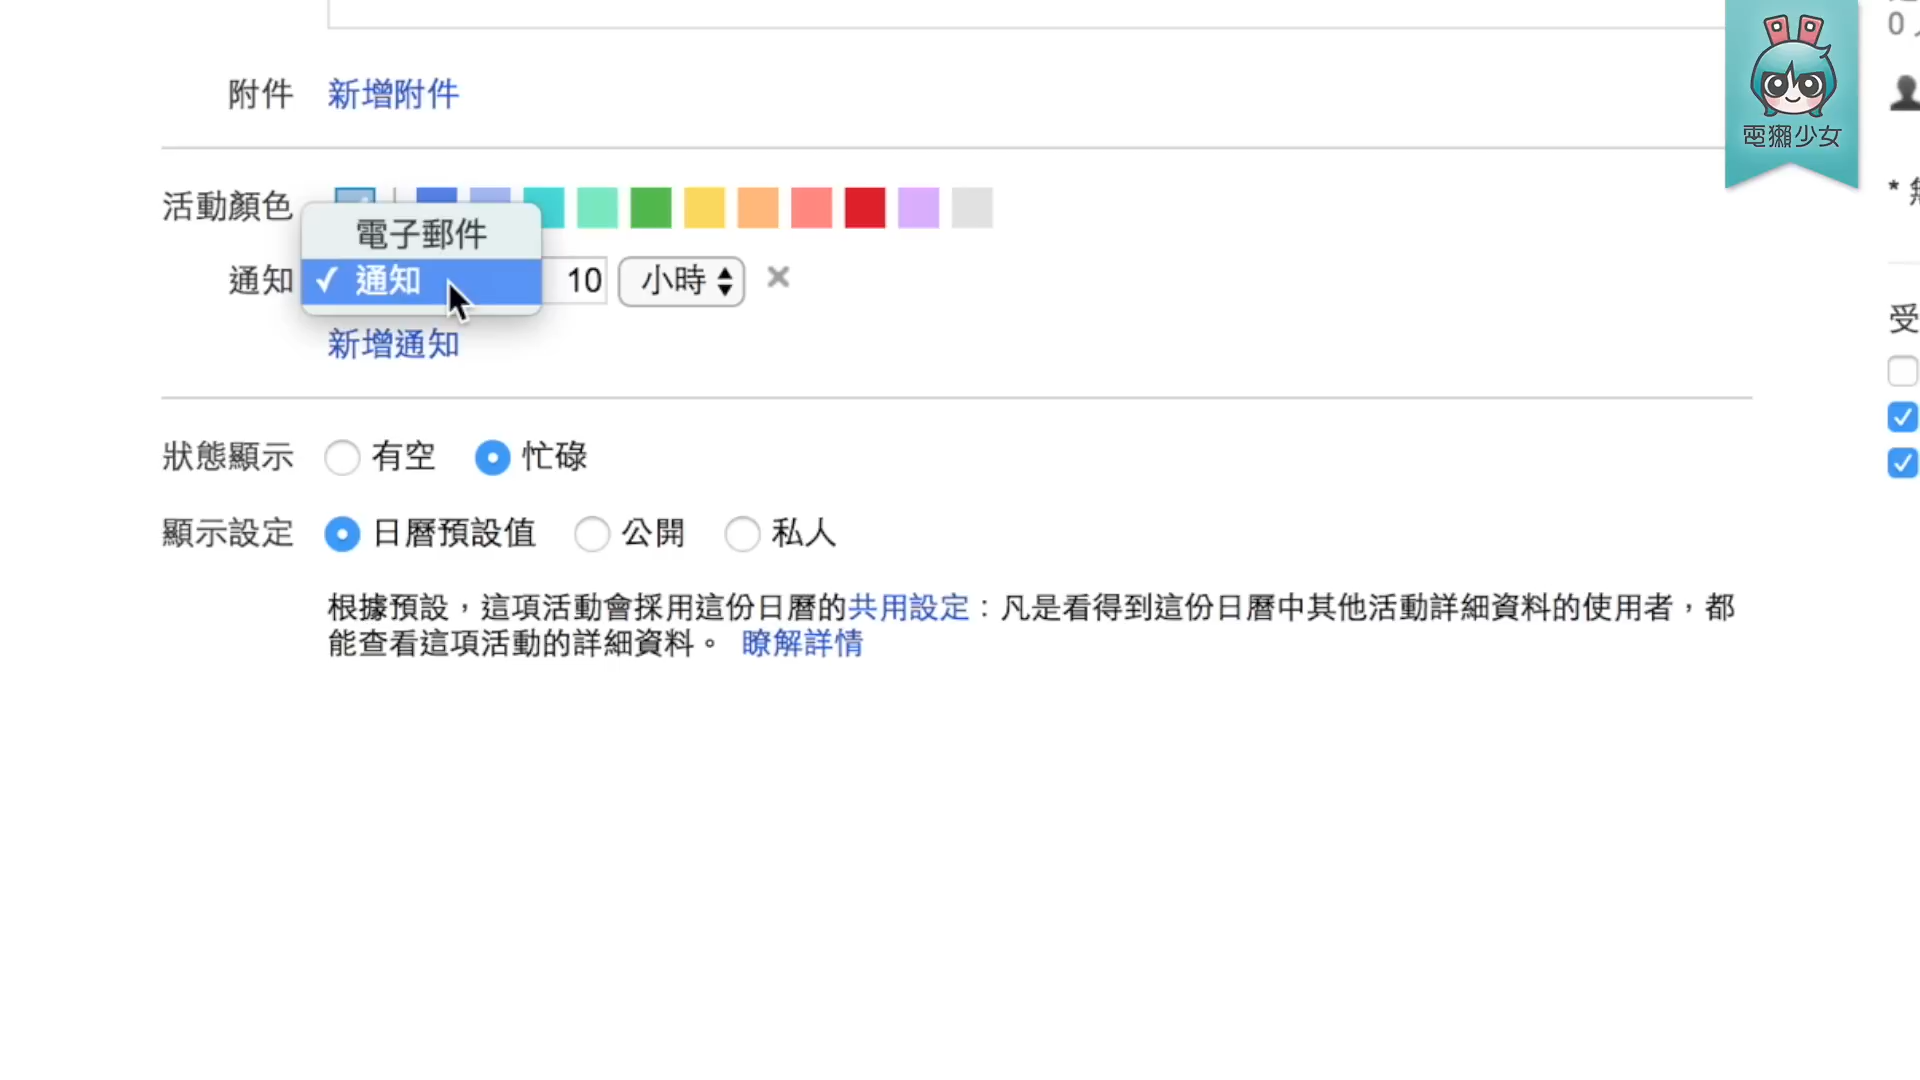 附件 新增附件
活動顏色
電子郵件
通知 ✓ 通知 10 小時 ×
新增通知
狀態顯示 有空 忙碌
顯示設定 日曆預設值 公開 私人
根據預設，這項活動會採用這份日曆的共用設定：凡是看得到這份日曆中其他活動詳細資料的使用者，都
能查看這項活動的詳細資料。 瞭解詳情
電獺少女
0
*
受